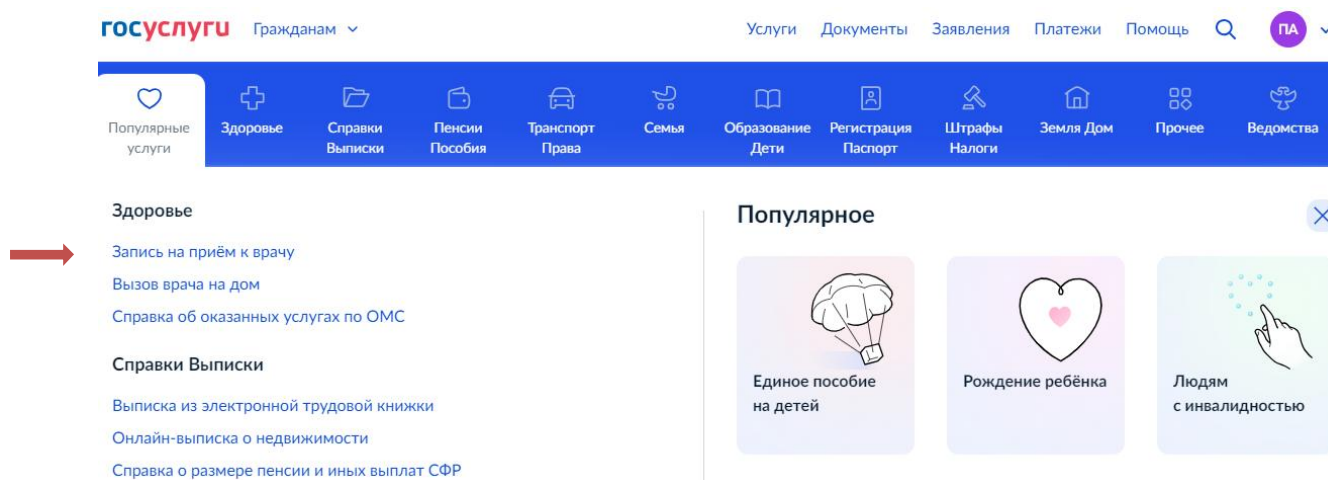 госуслуги Гражданам Услуги Документы Заявления Платежи Помощь ПА
Популярные
услуги
Здоровье
Справки
Выписки
Пенсии
Пособия
Транспорт
Права
Семья
Образование
Дети
Регистрация
Паспорт
Штрафы
Налоги
Земля Дом
Прочее
Ведомства
Здоровье
Запись на приём к врачу
Вызов врача на дом
Справка об оказанных услугах по ОМС
Справки Выписки
Выписка из электронной трудовой книжки
Онлайн-выписка о недвижимости
Справка о размере пенсии и иных выплат СФР
Популярное
Единое пособие
на детей
Рождение ребёнка
Людям
с инвалидностью